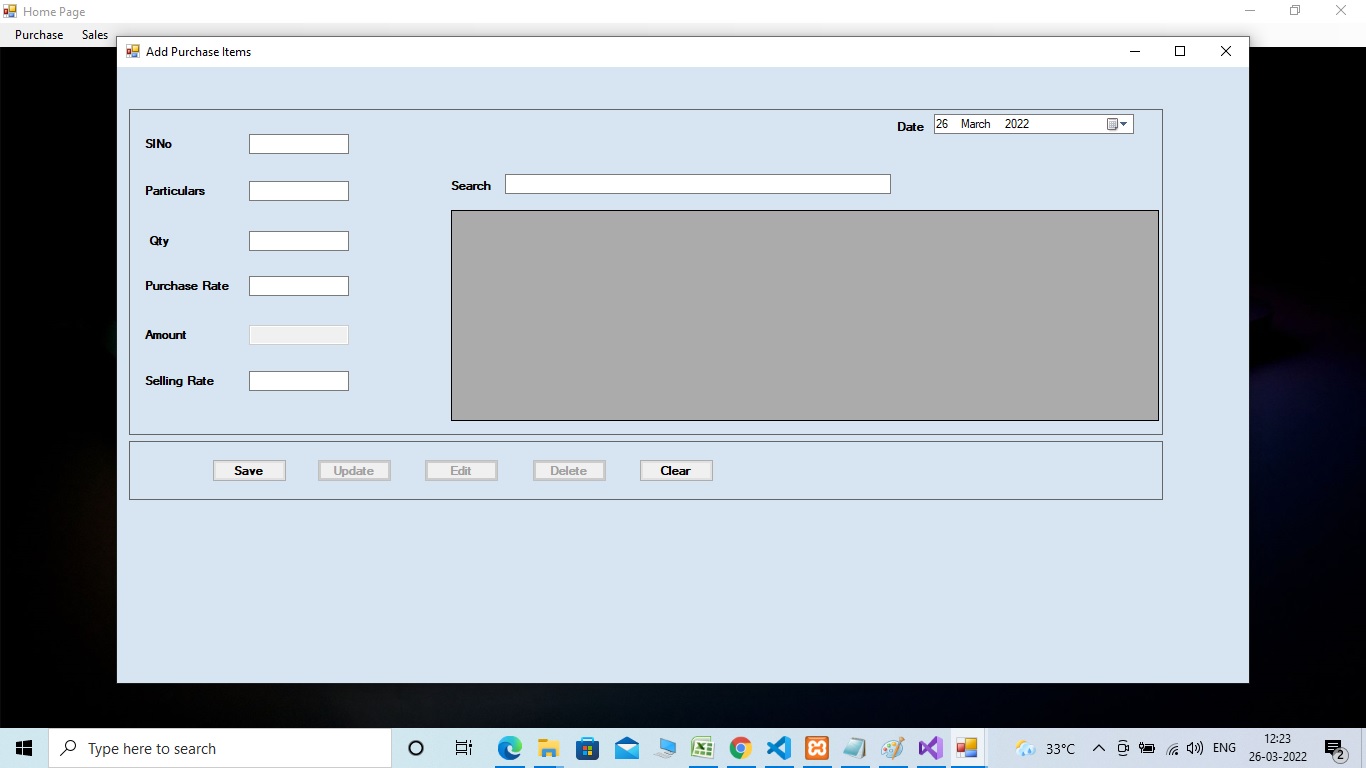 Home Page
Purchase Sales
Add Purchase Items
Date 26 March 2022
SlNo
Particulars
Search
Qty
Purchase Rate
Amount
Selling Rate
Save Update Edit Delete Clear
Type here to search
33°C
ENG
12:23
26-03-2022
2